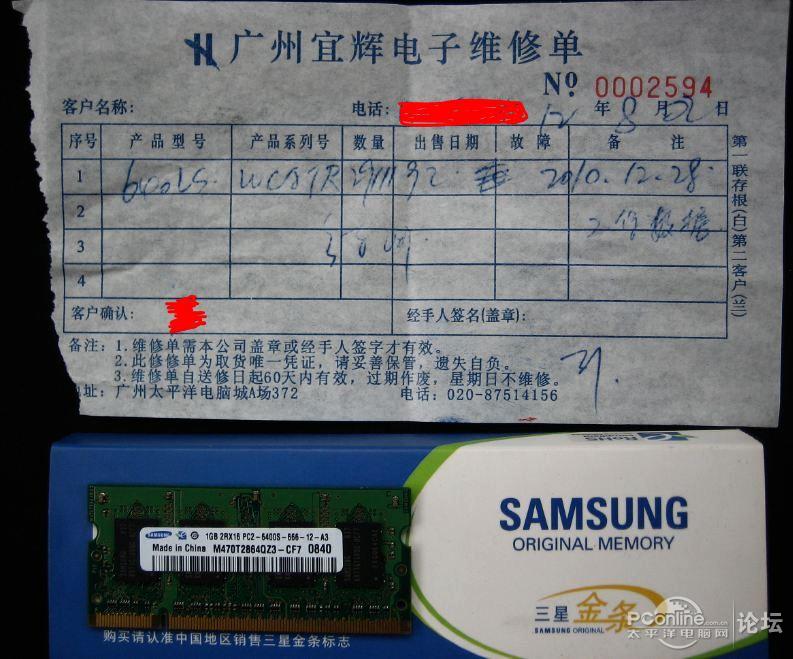 广州宜辉电子维修单
Nº 0002594
客户名称: 电话: 12 年 8 月 日
序号 产品型号 产品系列号 数量 出售日期 故障 备注
1 2010.12.28.
2
3
4
客户确认: 经手人签名(盖章):
第一联存根(白)第二客户(兰)
备注:1.维修单需本公司盖章或经手人签字才有效。
2.此修修单为取货唯一凭证,请妥善保管,遗失自负。
3.维修单自送修日起60天内有效,过期作废,星期日不维修。
址:广州太平洋电脑城A场372 电话:020-87514156
RoHS
SAMSUNG
ORIGINAL MEMORY
SAMSUNG 1GB 2RX16 PC2-6400S-666-12-A3
Made in China M470T2864QZ3-CF7 0840
三星金条
SAMSUNG ORIGINAL
购买请认准中国地区销售三星金条标志
PConline.com.cn
太平洋电脑网 论坛